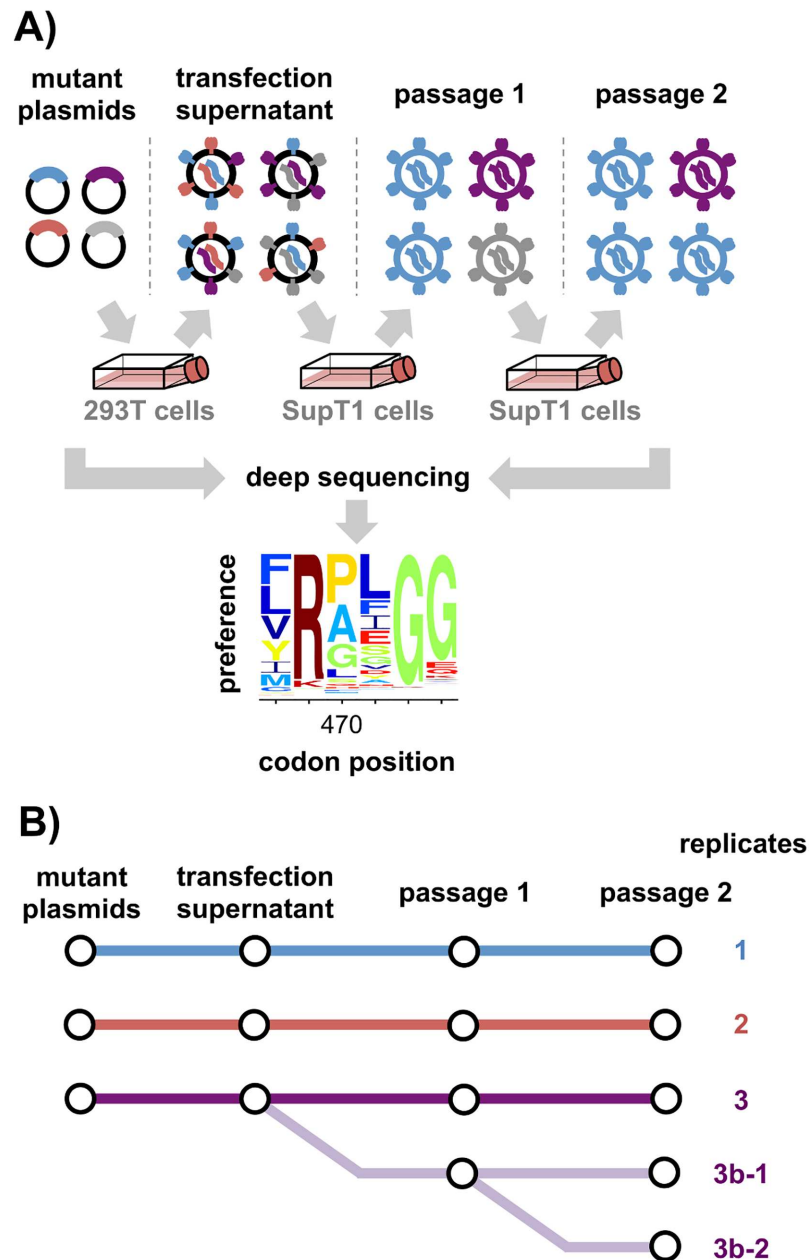 A)
mutant
plasmids
transfection
supernatant
passage 1
passage 2
293T cells
SupT1 cells
SupT1 cells
deep sequencing
preference
F
L
V
Y
I
M
R
K
P
A
G
L
L
F
I
E
S
G
V
D
A
G
G
E
470
codon position
B)
replicates
mutant
plasmids
transfection
supernatant
passage 1
passage 2
1
2
3
3b-1
3b-2